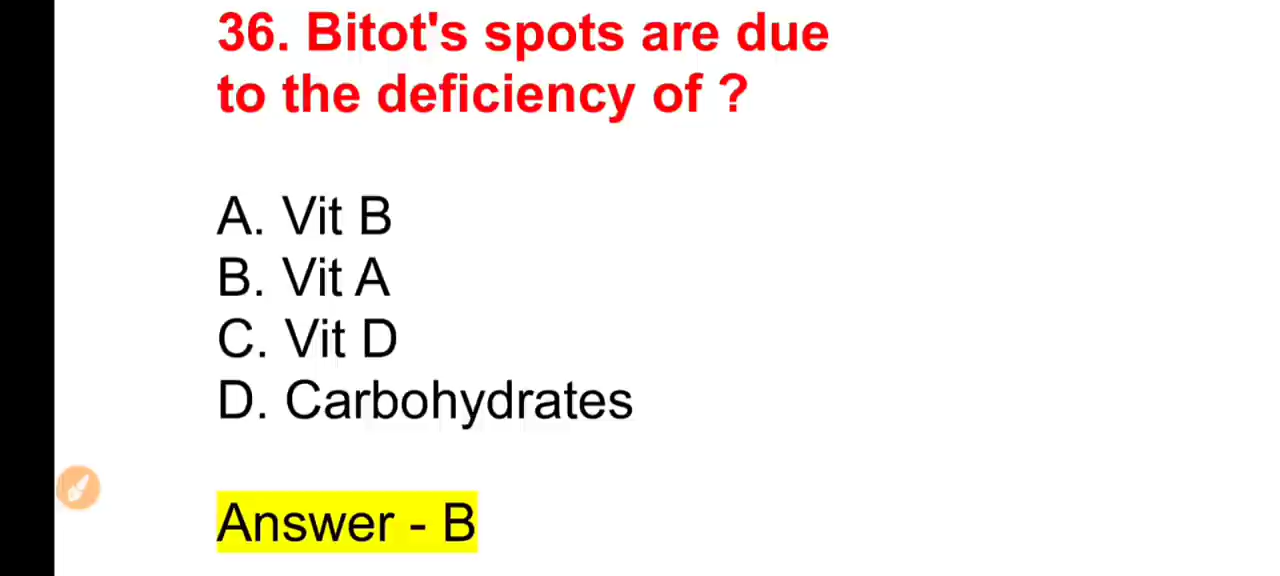 36. Bitot's spots are due
to the deficiency of ?
A. Vit B
B. Vit A
C. Vit D
D. Carbohydrates
Answer - B